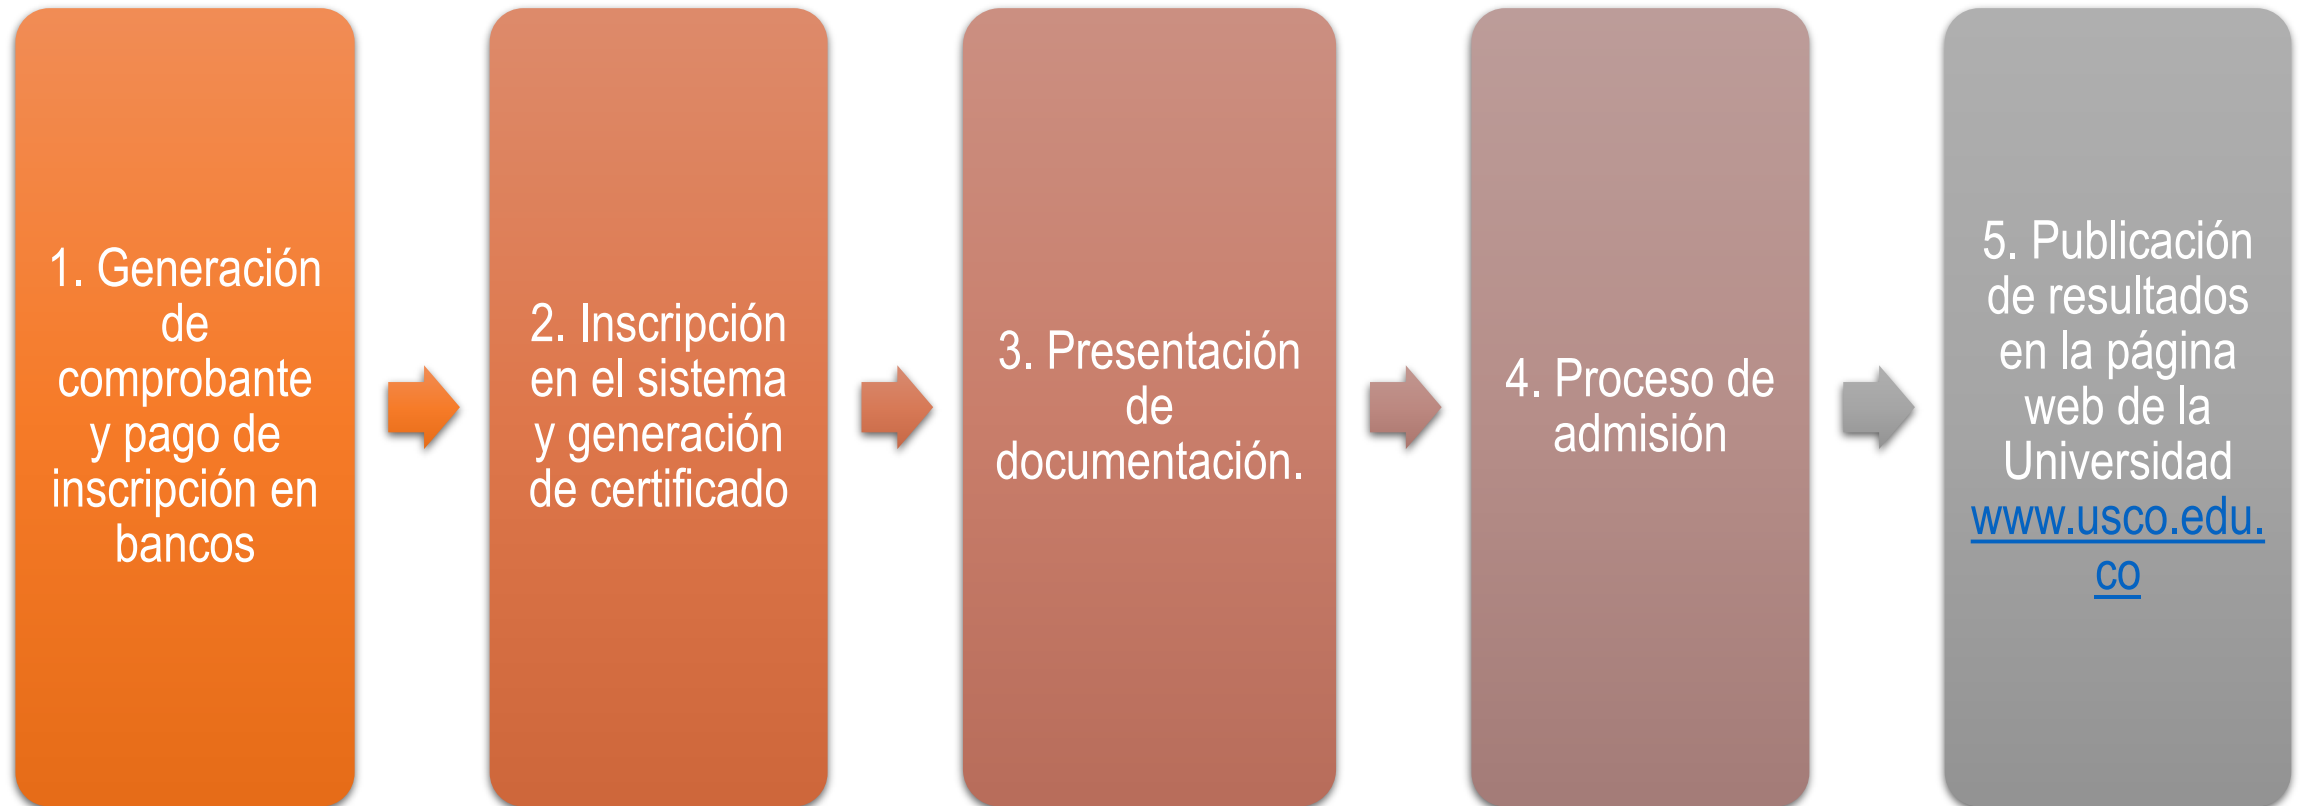 1. Generación
de
comprobante
y pago de
inscripción en
bancos
2. Inscripción
en el sistema
y generación
de certificado
3. Presentación
de
documentación.
4. Proceso de
admisión
5. Publicación
de resultados
en la página
web de la
Universidad
www.usco.edu.
co